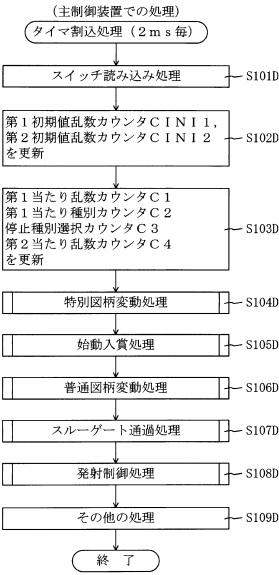 (主制御装置での処理)
タイマ割込処理(2ms毎)
スイッチ読み込み処理
S101D
第1初期値乱数カウンタCINI1,
第2初期値乱数カウンタCINI2
を更新
S102D
第1当たり乱数カウンタC1
第1当たり種別カウンタC2
停止種別選択カウンタC3
第2当たり乱数カウンタC4
を更新
S103D
特別図柄変動処理
S104D
始動入賞処理
S105D
普通図柄変動処理
S106D
スルーゲート通過処理
S107D
発射制御処理
S108D
その他の処理
S109D
終 了